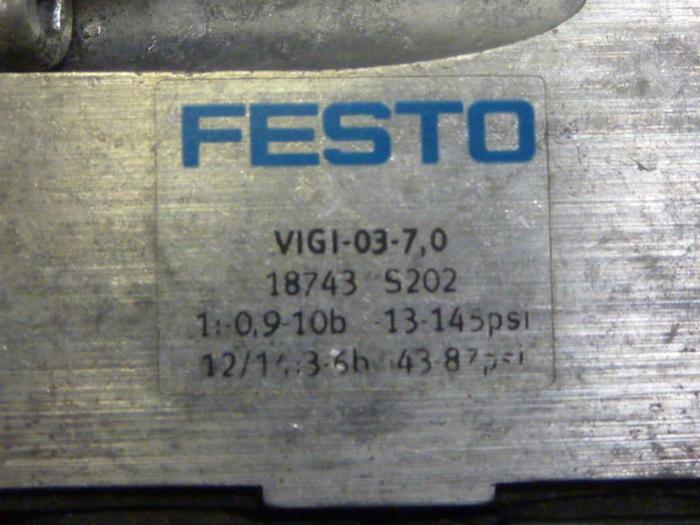 FESTO
VIGI-03-7,0
18743 S202
1:-0,9-10b -13-145psi
12/14:3-6b 43-87psi